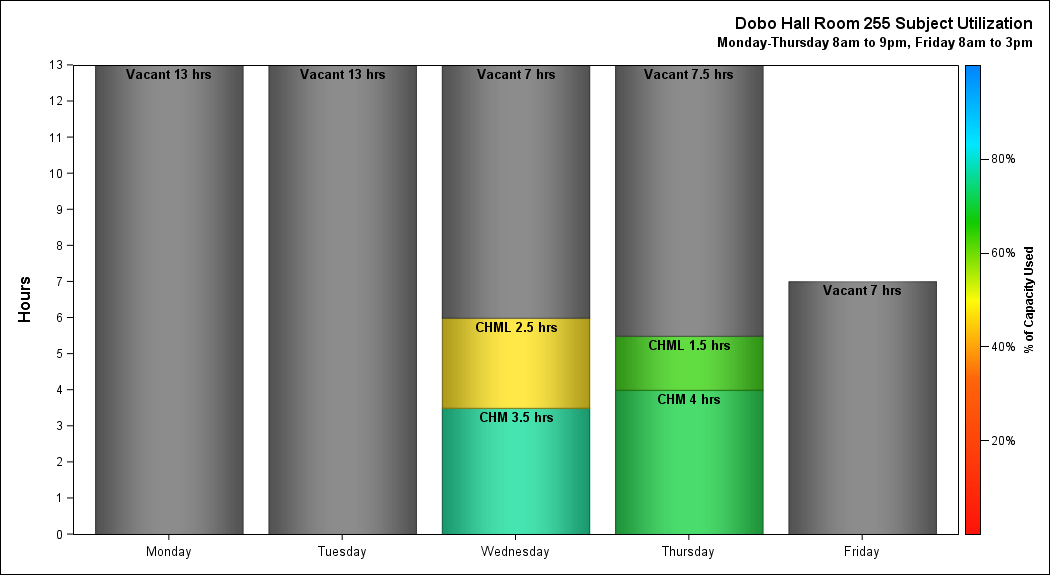 Dobo Hall Room 255 Subject Utilization
Monday-Thursday 8am to 9pm, Friday 8am to 3pm
Hours
13
12
11
10
9
8
7
6
5
4
3
2
1
0
Vacant 13 hrs
Vacant 13 hrs
Vacant 7 hrs
CHML 2.5 hrs
CHM 3.5 hrs
Vacant 7.5 hrs
CHML 1.5 hrs
CHM 4 hrs
Vacant 7 hrs
Monday
Tuesday
Wednesday
Thursday
Friday
80%
60%
40%
20%
% of Capacity Used